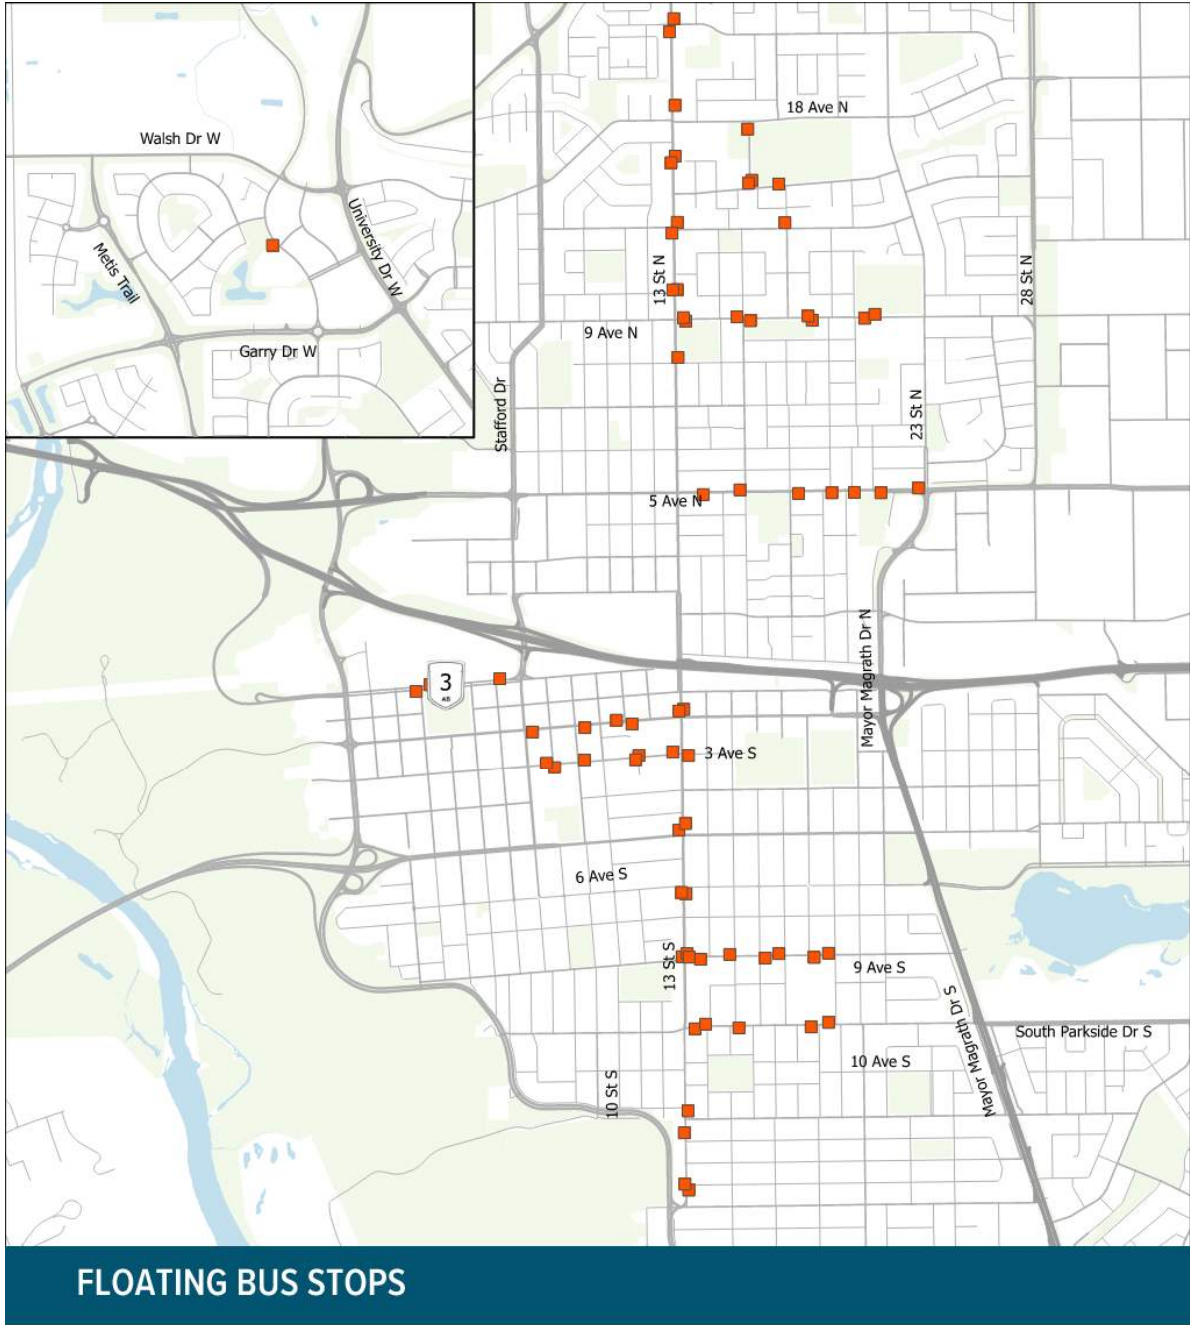 18 Ave N
Walsh Dr W
University Dr W
Metis Trail
13 St N
28 St N
9 Ave N
Garry Dr W
Stafford Dr
23 St N
5 Ave N
Mayor Magrath Dr N
3
AB
3 Ave S
6 Ave S
13 St S
9 Ave S
Mayor Magrath Dr S
South Parkside Dr S
10 Ave S
10 St S
FLOATING BUS STOPS